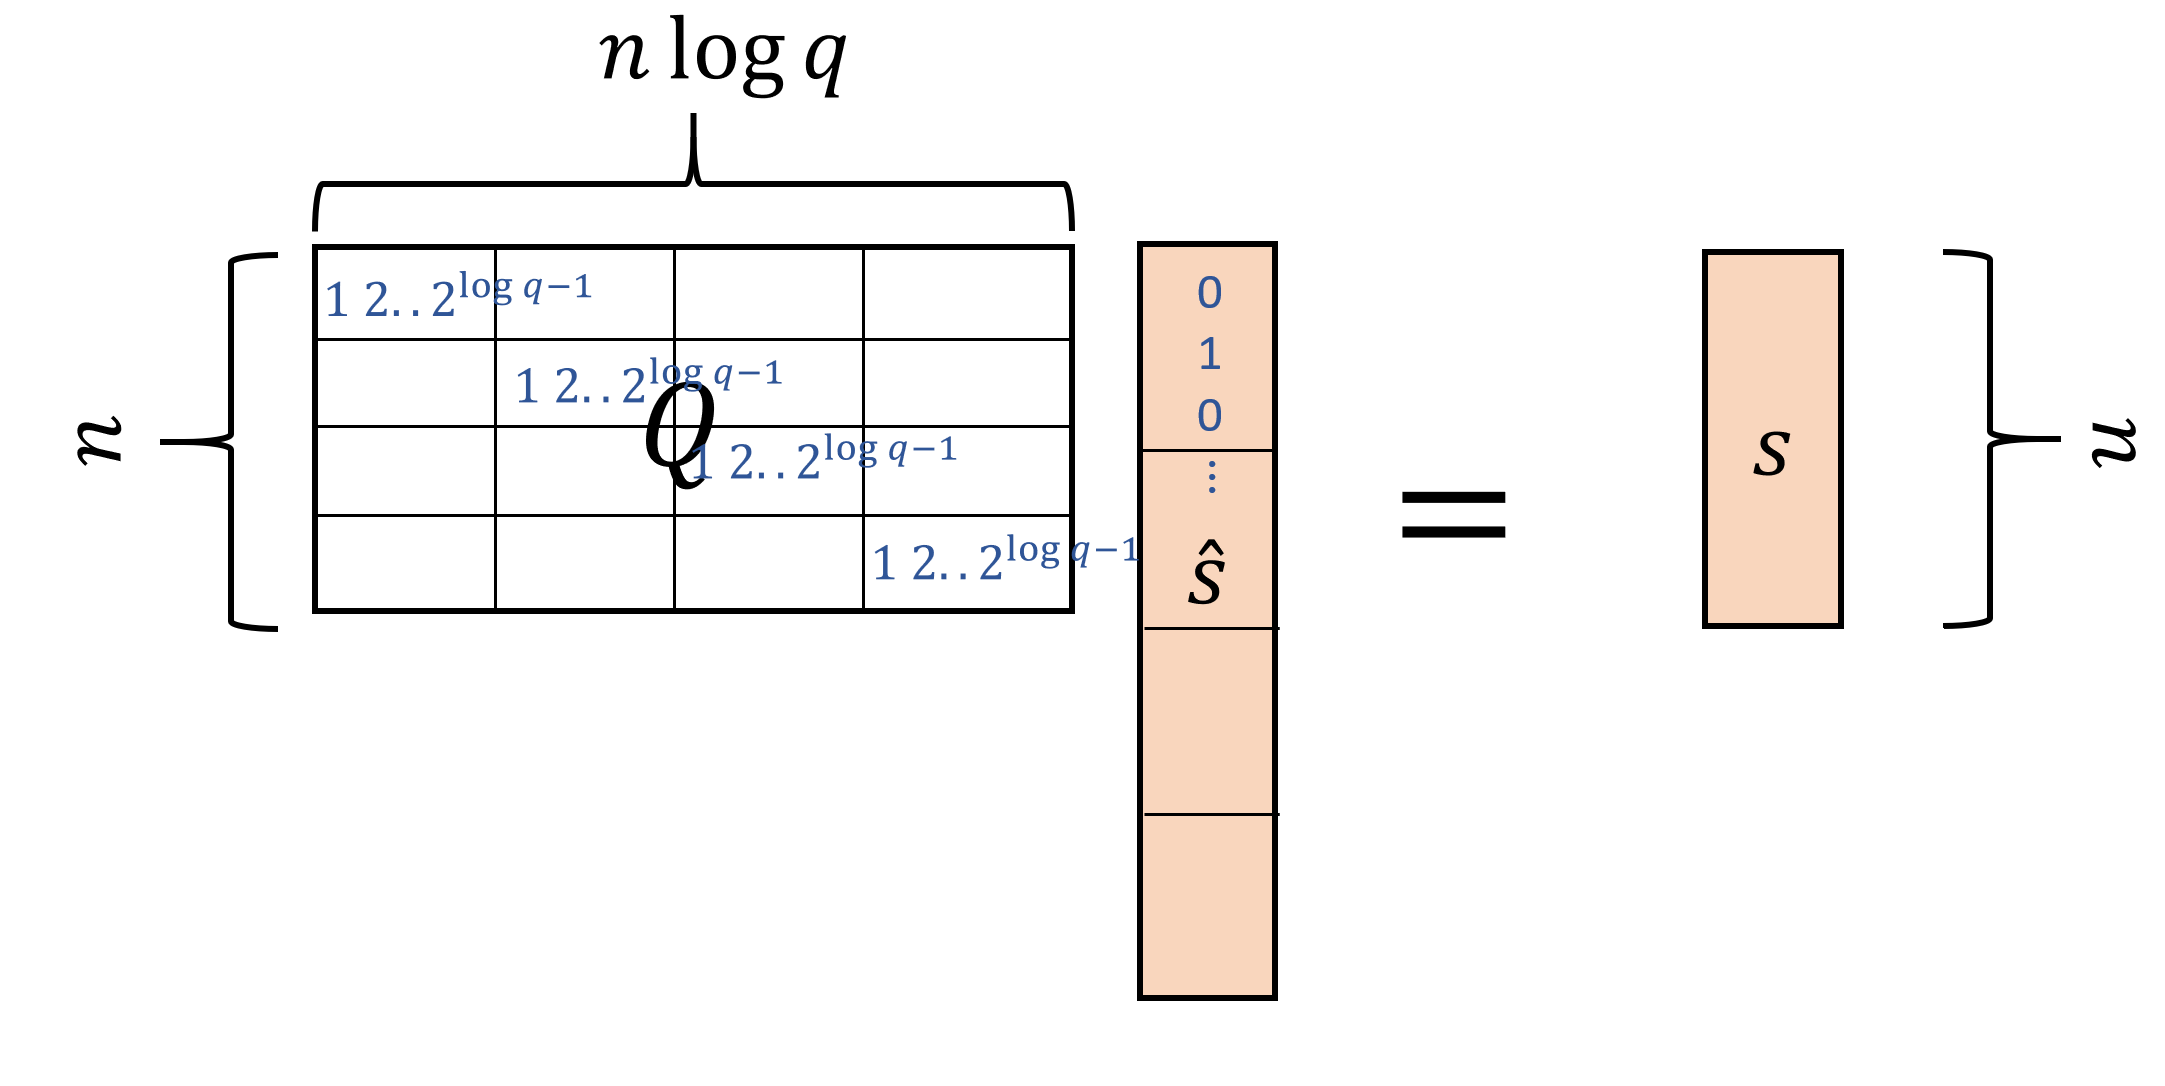 n log q
n
1 2..2^{log q−1}
1 2..2^{log q−1}
Q
1 2..2^{log q−1}
1 2..2^{log q−1}
0
1
0
⋮
ŝ
=
s
n